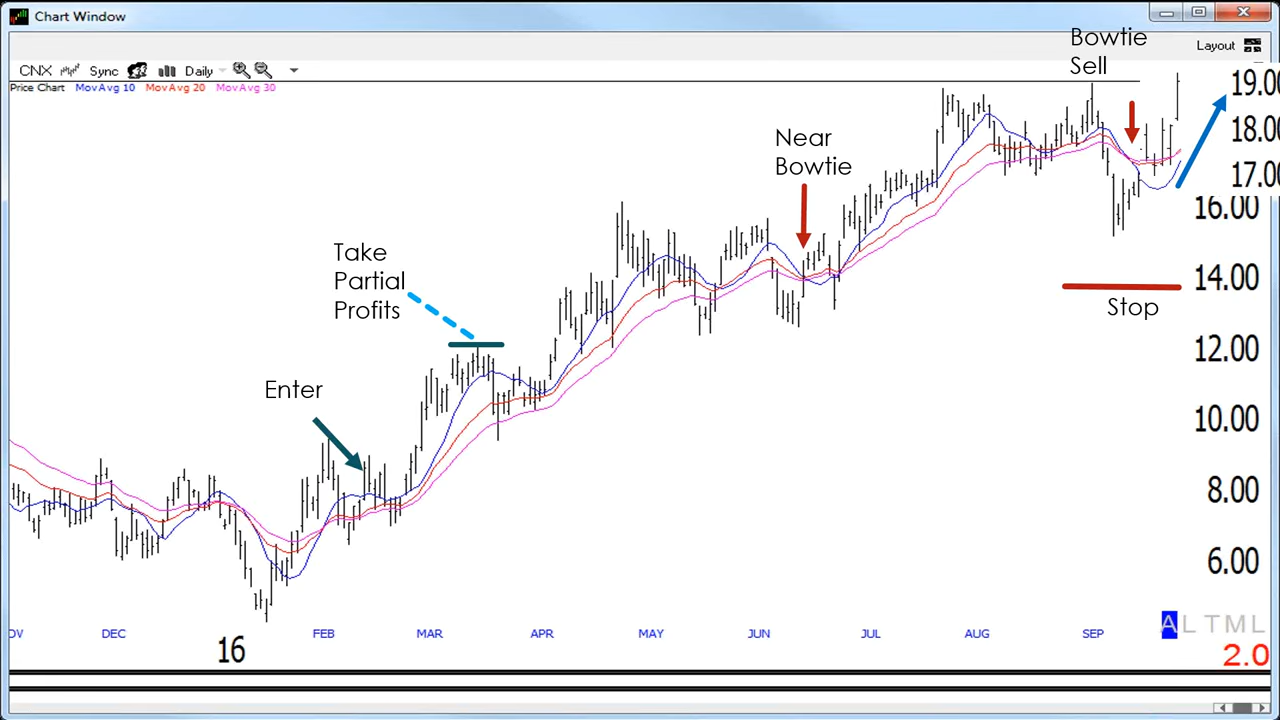 Chart Window
Layout
CNX Sync Daily
Price Chart MovAvg 10 MovAvg 20 MovAvg 30
Bowtie
Sell
19.00
18.00
17.00
16.00
14.00
12.00
10.00
8.00
6.00
Near
Bowtie
Take
Partial
Profits
Enter
Stop
OV DEC FEB MAR APR MAY JUN JUL AUG SEP
16
A L T M L
2.0